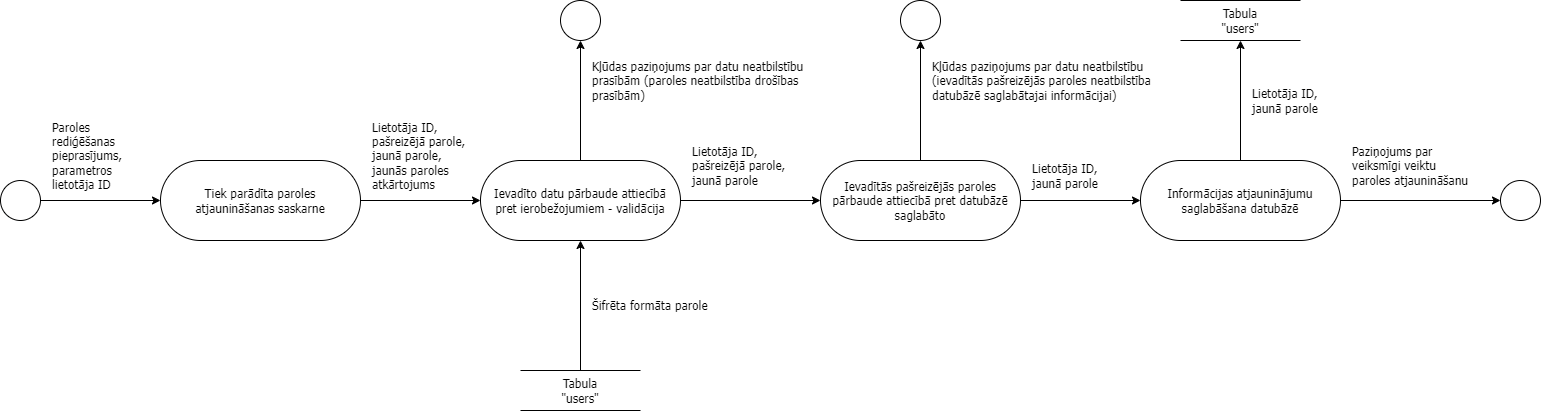 Tabula
"users"
Kļūdas paziņojums par datu neatbilstību
prasībām (paroles neatbilstība drošības
prasībām)
Kļūdas paziņojums par datu neatbilstību
(ievadītās pašreizējās paroles neatbilstība
datubāzē saglabātajai informācijai)
Lietotāja ID,
jaunā parole
Paroles
rediģēšanas
pieprasījums,
parametros
lietotāja ID
Lietotāja ID,
pašreizējā parole,
jaunā parole,
jaunās paroles
atkārtojums
Lietotāja ID,
pašreizējā parole,
jaunā parole
Lietotāja ID,
jaunā parole
Paziņojums par
veiksmīgi veiktu
paroles atjaunināšanu
Tiek parādīta paroles
atjaunināšanas saskarne
Ievadīto datu pārbaude attiecībā
pret ierobežojumiem - validācija
Ievadītās pašreizējās paroles
pārbaude attiecībā pret datubāzē
saglabāto
Informācijas atjauninājumu
saglabāšana datubāzē
Šifrēta formāta parole
Tabula
"users"